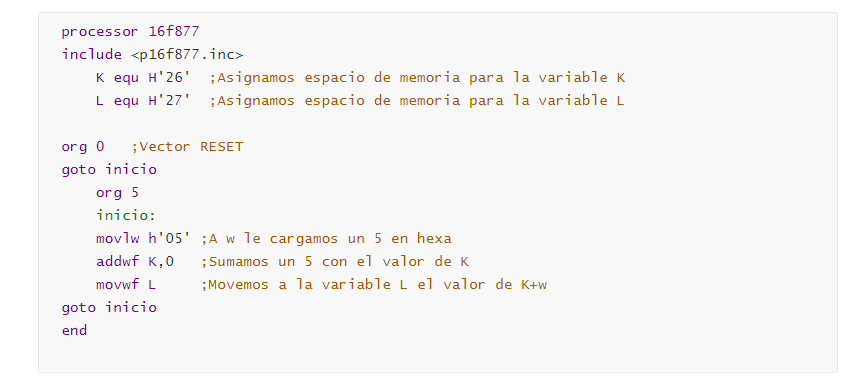 processor 16f877
include <p16f877.inc>
K equ H'26' ;Asignamos espacio de memoria para la variable K
L equ H'27' ;Asignamos espacio de memoria para la variable L
org 0 ;Vector RESET
goto inicio
org 5
inicio:
movlw h'05' ;A w le cargamos un 5 en hexa
addwf K,0 ;Sumamos un 5 con el valor de K
movwf L ;Movemos a la variable L el valor de K+w
goto inicio
end